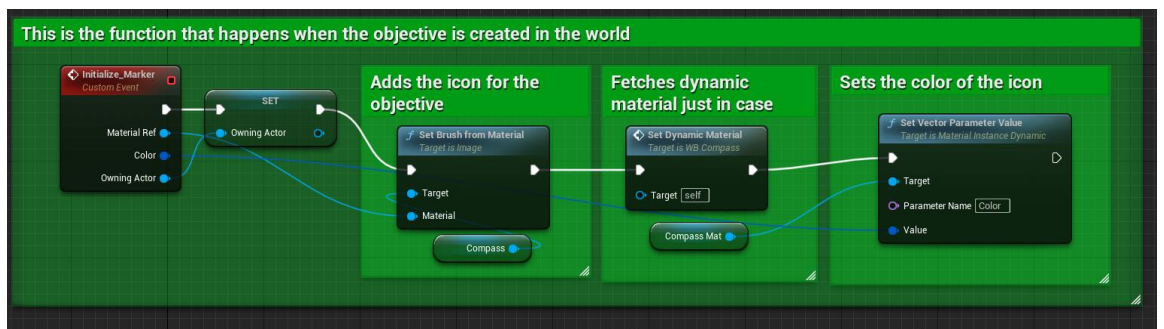 This is the function that happens when the objective is created in the world
Initialize_Marker
Custom Event
Material Ref
Color
Owning Actor
SET
Owning Actor
Adds the icon for the
objective
Set Brush from Material
Target is Image
Target
Material
Compass
Fetches dynamic
material just in case
Set Dynamic Material
Target is WB Compass
Target self
Compass Mat
Sets the color of the icon
f Set Vector Parameter Value
Target is Material Instance Dynamic
Target
Parameter Name Color
Value